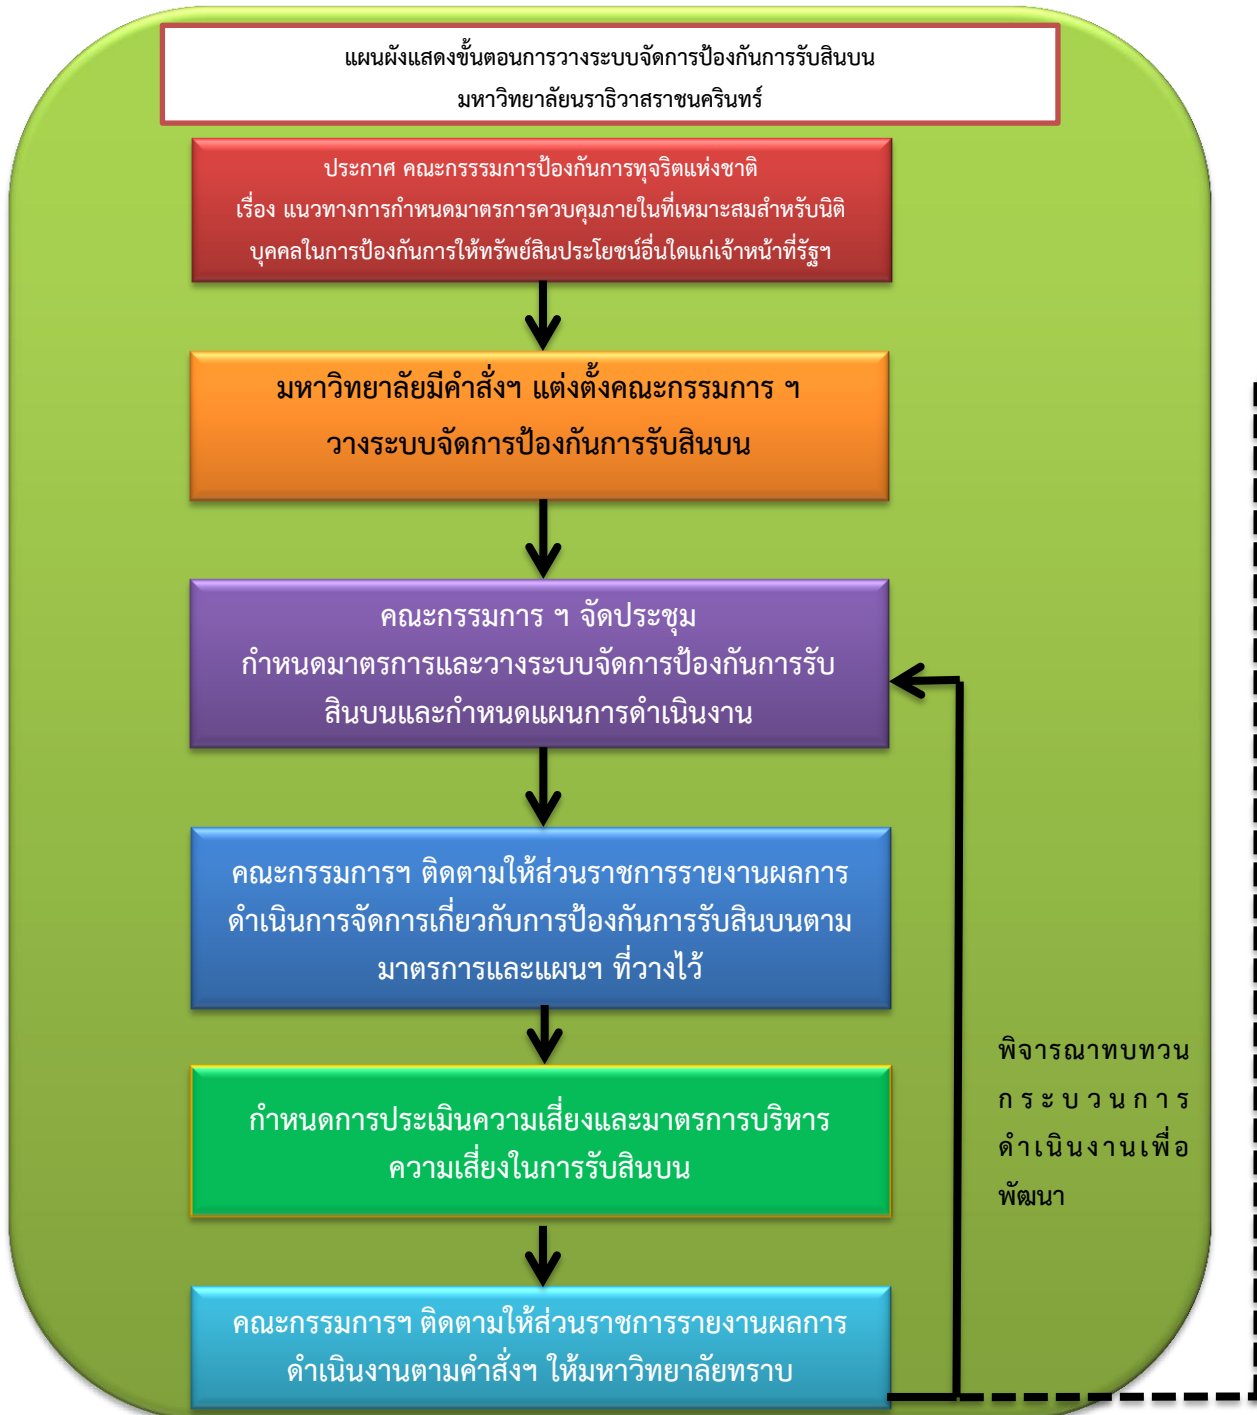 แผนผังแสดงขั้นตอนการวางระบบจัดการป้องกันการรับสินบน
มหาวิทยาลัยนราธิวาสราชนครินทร์
ประกาศ คณะกรรรมการป้องกันการทุจริตแห่งชาติ
เรื่อง แนวทางการกำหนดมาตรการควบคุมภายในที่เหมาะสมสำหรับนิติ
บุคคลในการป้องกันการให้ทรัพย์สินประโยชน์อื่นใดแก่เจ้าหน้าที่รัฐฯ
มหาวิทยาลัยมีคำสั่งฯ แต่งตั้งคณะกรรมการ ฯ
วางระบบจัดการป้องกันการรับสินบน
คณะกรรมการ ฯ จัดประชุม
กำหนดมาตรการและวางระบบจัดการป้องกันการรับ
สินบนและกำหนดแผนการดำเนินงาน
คณะกรรมการฯ ติดตามให้ส่วนราชการรายงานผลการ
ดำเนินการจัดการเกี่ยวกับการป้องกันการรับสินบนตาม
มาตรการและแผนฯ ที่วางไว้
พิจารณาทบทวน
กระบวนการ
ดำเนินงานเพื่อ
พัฒนา
กำหนดการประเมินความเสี่ยงและมาตรการบริหาร
ความเสี่ยงในการรับสินบน
คณะกรรมการฯ ติดตามให้ส่วนราชการรายงานผลการ
ดำเนินงานตามคำสั่งฯ ให้มหาวิทยาลัยทราบ